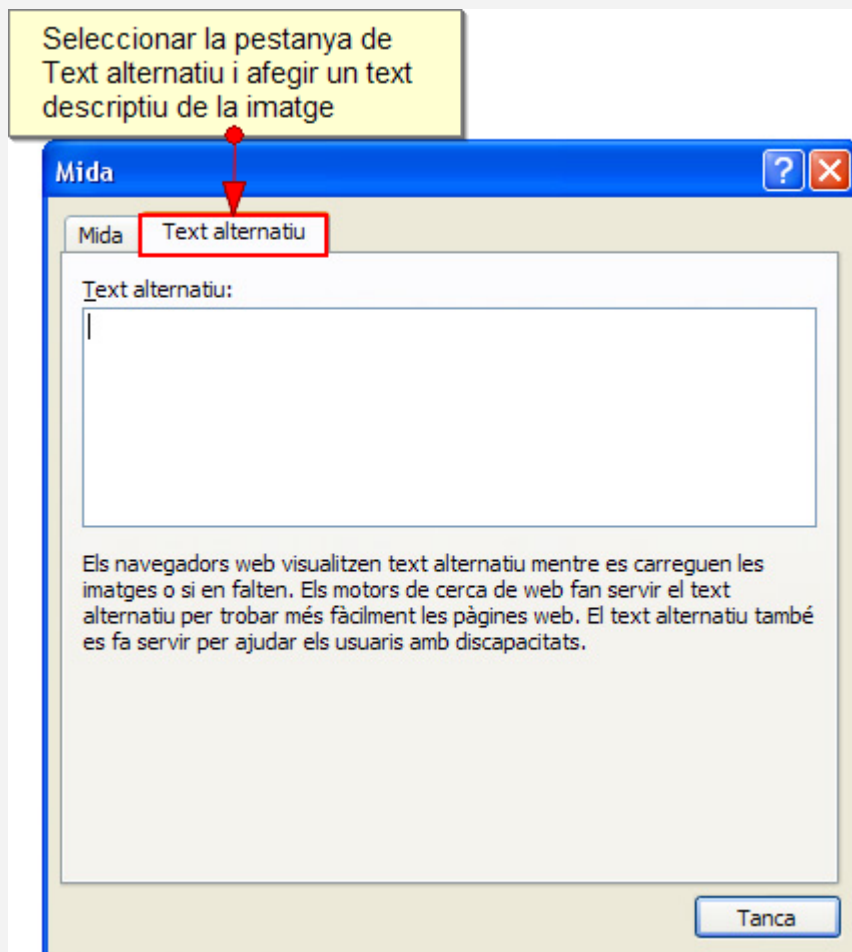 Seleccionar la pestanya de
Text alternatiu i afegir un text
descriptiu de la imatge
Mida
Mida Text alternatiu
Text alternatiu:
Els navegadors web visualitzen text alternatiu mentre es carreguen les
imatges o si en falten. Els motors de cerca de web fan servir el text
alternatiu per trobar més fàcilment les pàgines web. El text alternatiu també
es fa servir per ajudar els usuaris amb discapacitats.
Tanca